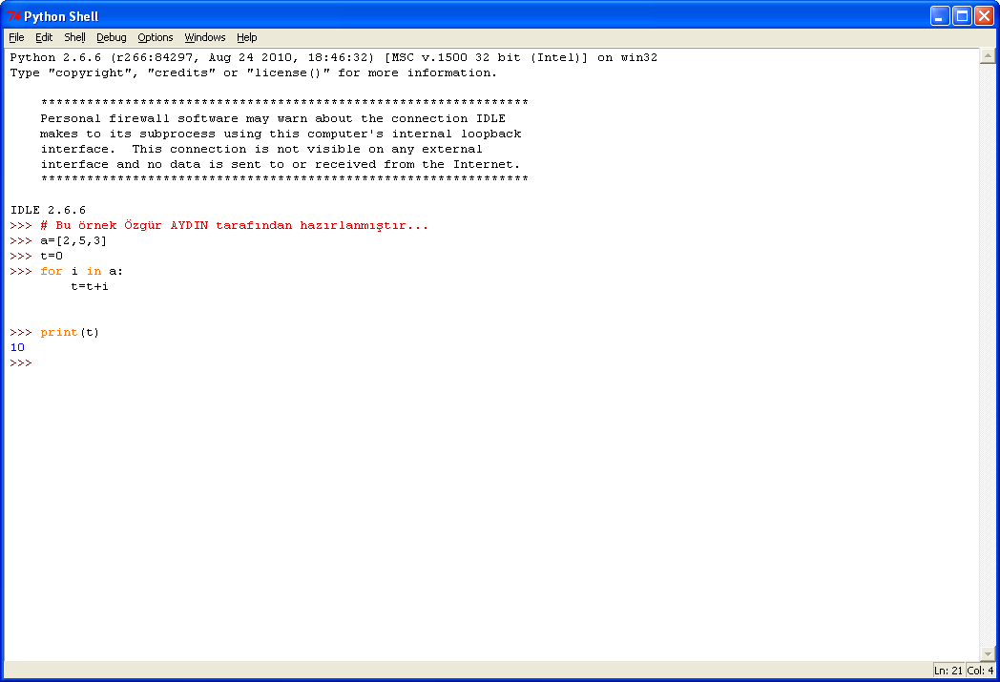 Python Shell
File Edit Shell Debug Options Windows Help
Python 2.6.6 (r266:84297, Aug 24 2010, 18:46:32) [MSC v.1500 32 bit (Intel)] on win32
Type "copyright", "credits" or "license()" for more information.
****************************************************************
Personal firewall software may warn about the connection IDLE
makes to its subprocess using this computer's internal loopback
interface.  This connection is not visible on any external
interface and no data is sent to or received from the Internet.
****************************************************************
IDLE 2.6.6
>>> # Bu örnek Özgür AYDIN tarafından hazırlanmıştır...
>>> a=[2,5,3]
>>> t=0
>>> for i in a:
t=t+i
>>> print(t)
10
>>>
Ln: 21 Col: 4